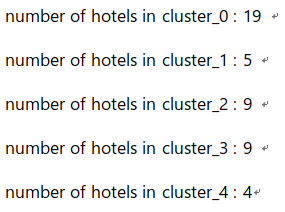 number of hotels in cluster_0 : 19
number of hotels in cluster_1 : 5
number of hotels in cluster_2 : 9
number of hotels in cluster_3 : 9
number of hotels in cluster_4 : 4